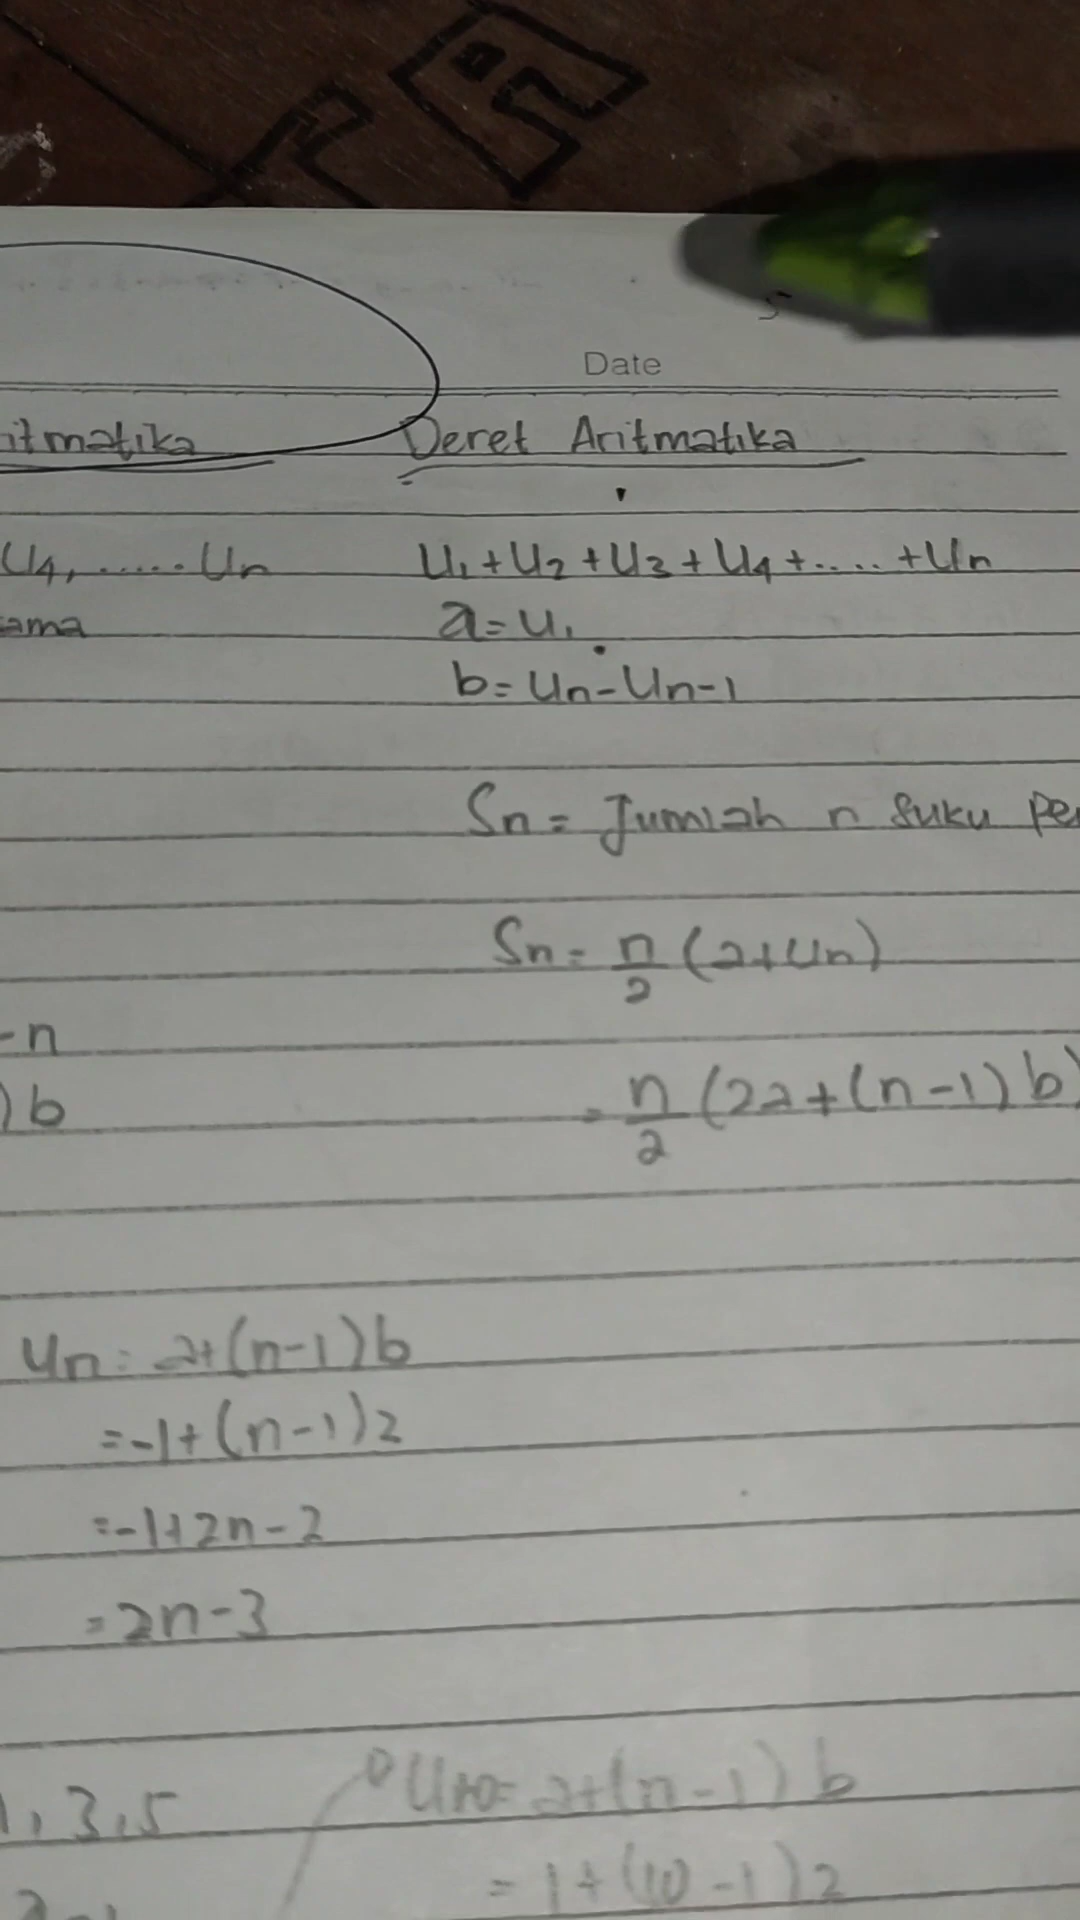 Date
itmatika
Deret Aritmatika
U4, ...... Un
U1 + U2 + U3 + U4 + ..... + Un
ama
a = U1
b = Un - Un-1
Sn = Jumlah n suku Pe
Sn = n/2 (a + Un)
-n
= n/2 (2a + (n-1) b)
) b
Un = a + (n-1) b
= -1 + (n-1) 2
= -1 + 2n - 2
= 2n - 3
1, 3, 5
U10 = a + (n-1) b
= 1 + (10-1) 2